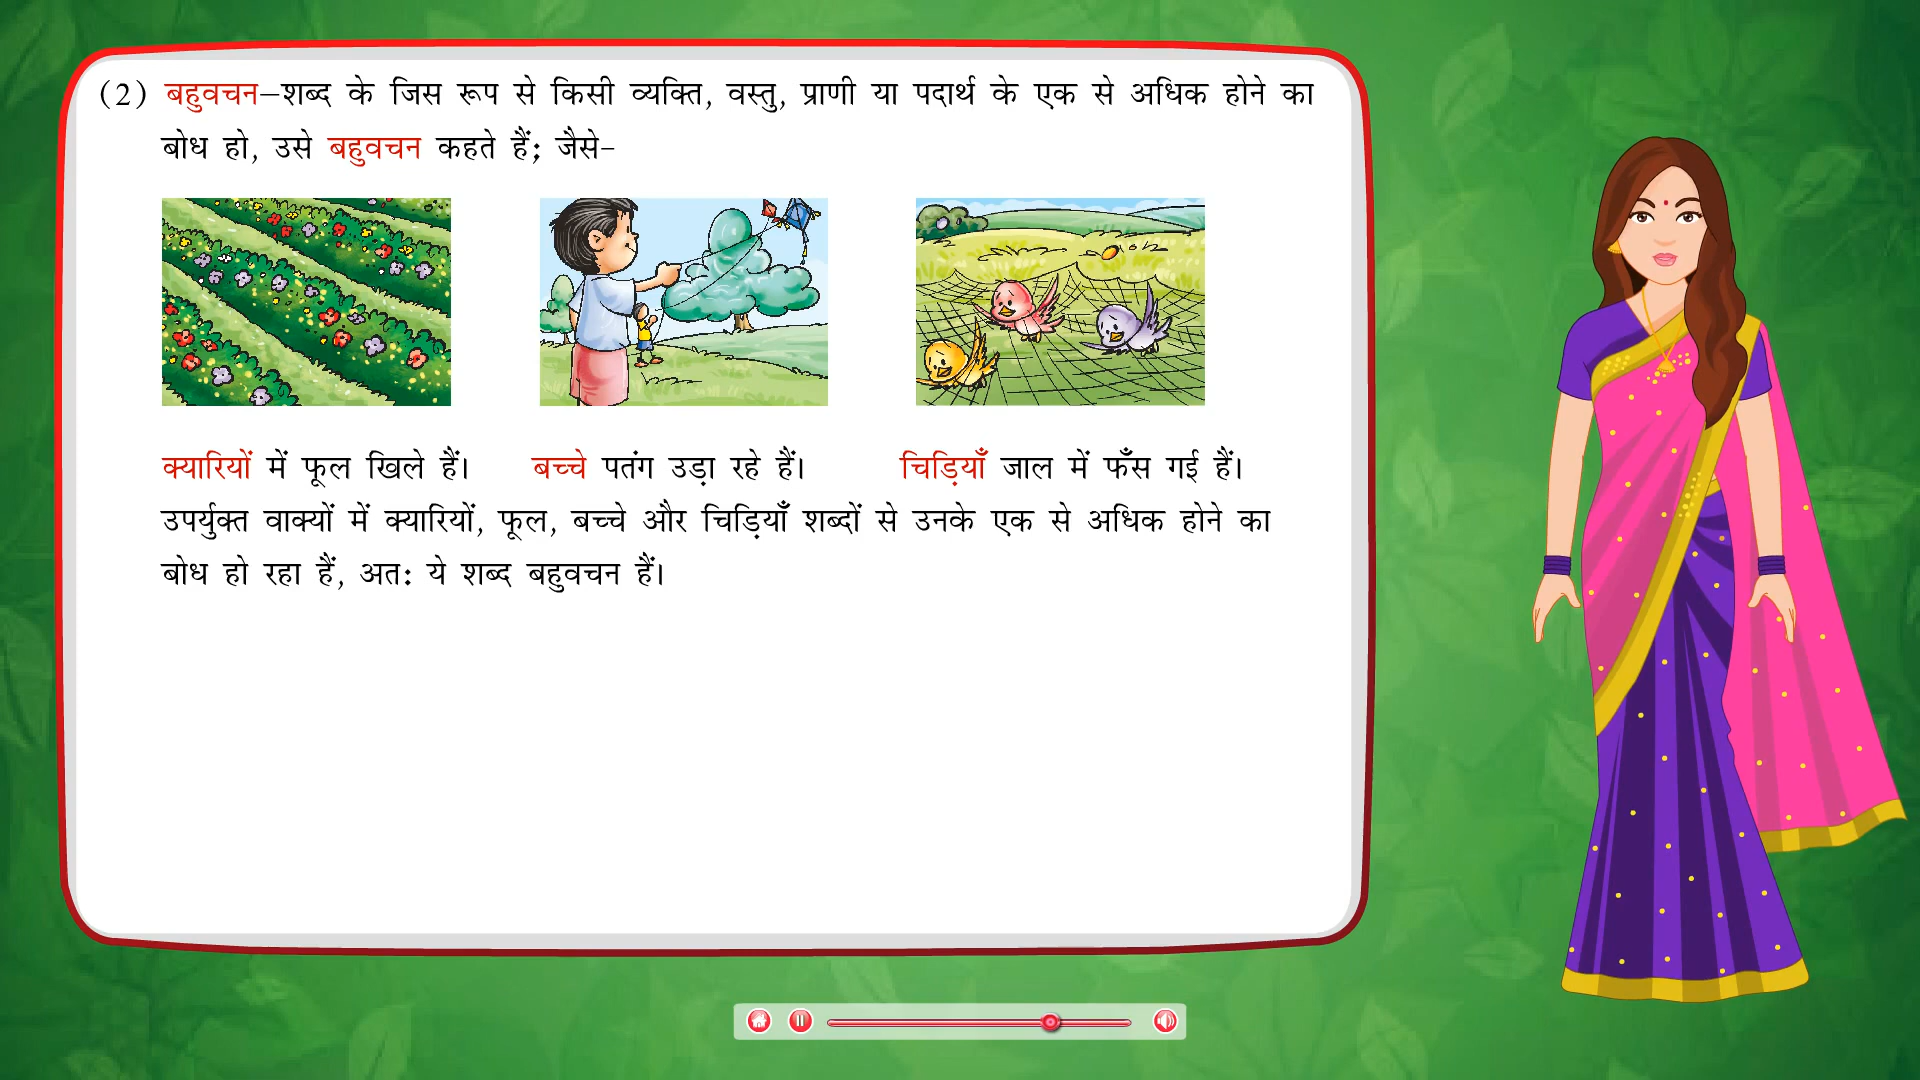 (2) बहुवचन–शब्द के जिस रूप से किसी व्यक्ति, वस्तु, प्राणी या पदार्थ के एक से अधिक होने का
बोध हो, उसे बहुवचन कहते हैं; जैसे-
क्यारियों में फूल खिले हैं। बच्चे पतंग उड़ा रहे हैं। चिड़ियाँ जाल में फँस गई हैं।
उपर्युक्त वाक्यों में क्यारियों, फूल, बच्चे और चिड़ियाँ शब्दों से उनके एक से अधिक होने का
बोध हो रहा हैं, अत: ये शब्द बहुवचन हैं।